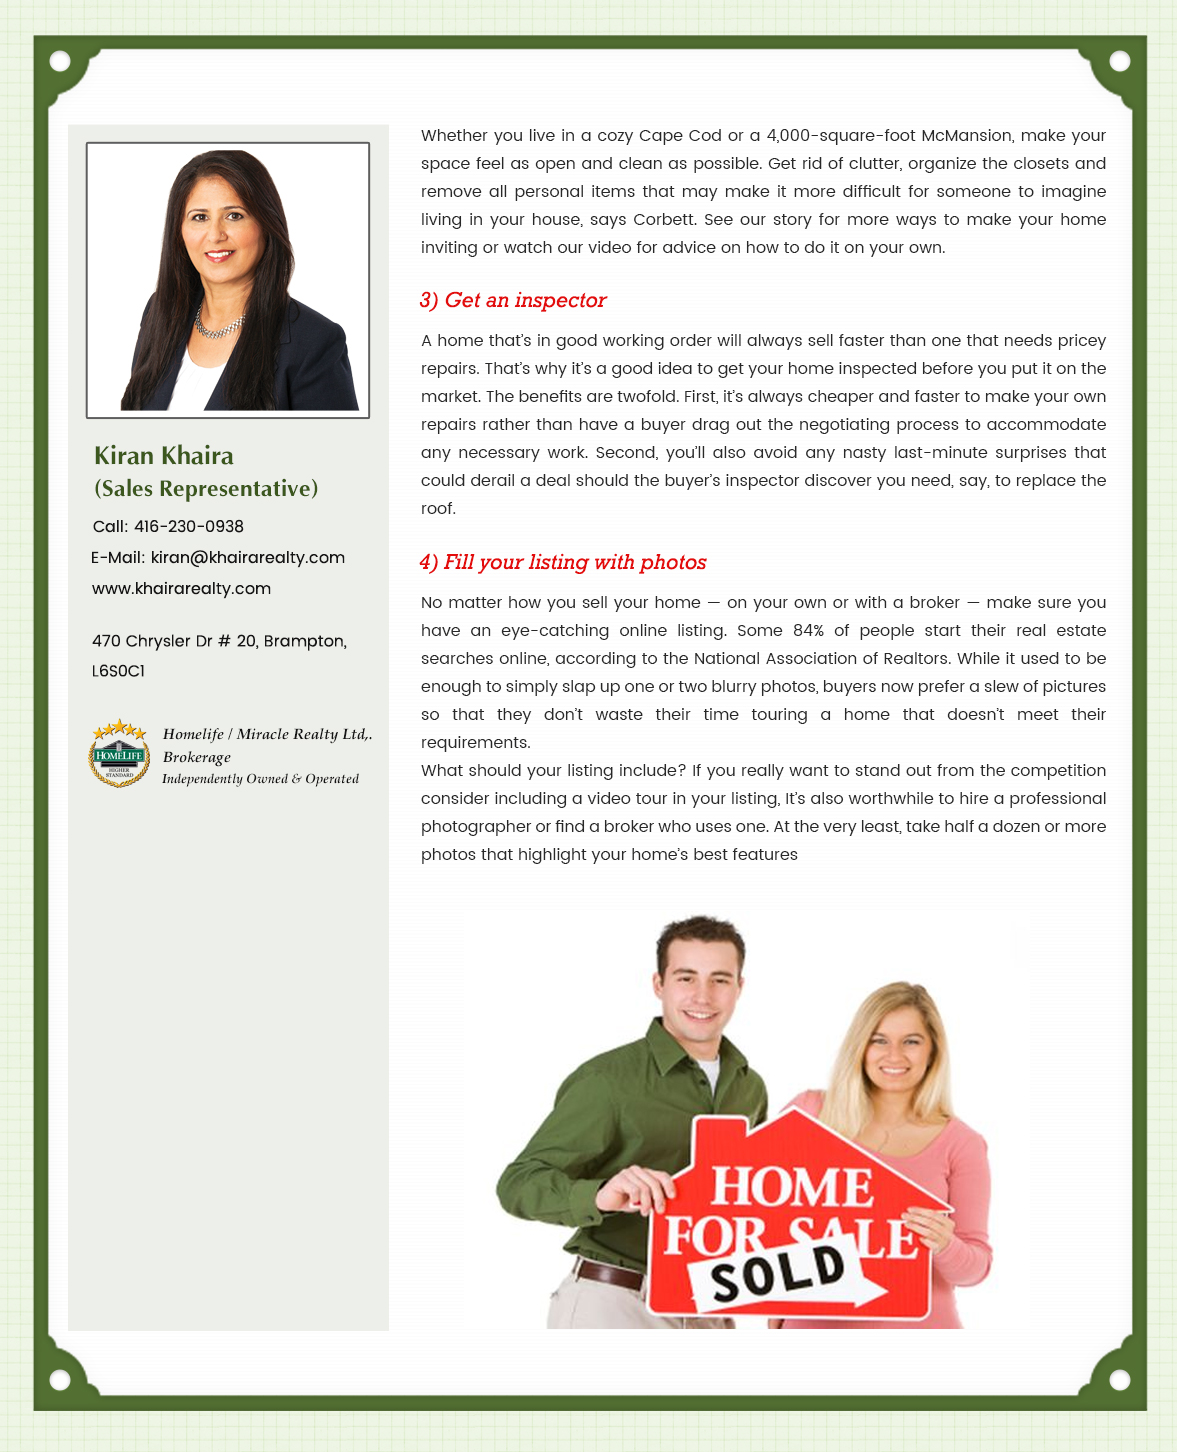 Kiran Khaira
(Sales Representative)
Call: 416-230-0938
E-Mail: kiran@khairarealty.com
www.khairarealty.com
470 Chrysler Dr # 20, Brampton,
L6S0C1
HOMELIFE
HIGHER
STANDARD
Homelife / Miracle Realty Ltd,.
Brokerage
Independently Owned & Operated
Whether you live in a cozy Cape Cod or a 4,000-square-foot McMansion, make your
space feel as open and clean as possible. Get rid of clutter, organize the closets and
remove all personal items that may make it more difficult for someone to imagine
living in your house, says Corbett. See our story for more ways to make your home
inviting or watch our video for advice on how to do it on your own.
3) Get an inspector
A home that’s in good working order will always sell faster than one that needs pricey
repairs. That’s why it’s a good idea to get your home inspected before you put it on the
market. The benefits are twofold. First, it’s always cheaper and faster to make your own
repairs rather than have a buyer drag out the negotiating process to accommodate
any necessary work. Second, you’ll also avoid any nasty last-minute surprises that
could derail a deal should the buyer’s inspector discover you need, say, to replace the
roof.
4) Fill your listing with photos
No matter how you sell your home — on your own or with a broker — make sure you
have an eye-catching online listing. Some 84% of people start their real estate
searches online, according to the National Association of Realtors. While it used to be
enough to simply slap up one or two blurry photos, buyers now prefer a slew of pictures
so that they don’t waste their time touring a home that doesn’t meet their
requirements.
What should your listing include? If you really want to stand out from the competition
consider including a video tour in your listing, It’s also worthwhile to hire a professional
photographer or find a broker who uses one. At the very least, take half a dozen or more
photos that highlight your home’s best features
HOME
FOR SALE
SOLD